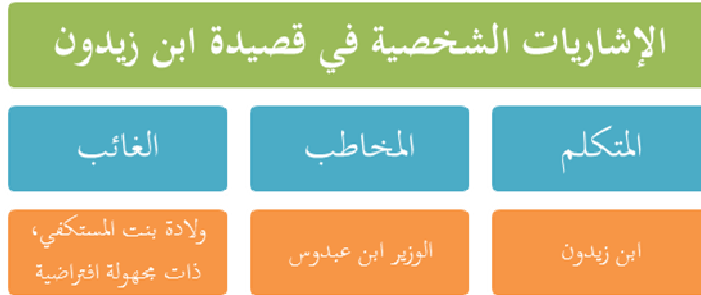 الإشاريات الشخصية في قصيدة ابن زيدون
المتكلم
المخاطب
الغائب
ابن زيدون
الوزير ابن عبدوس
ولادة بنت المستكفي،
ذات مجهولة افتراضية